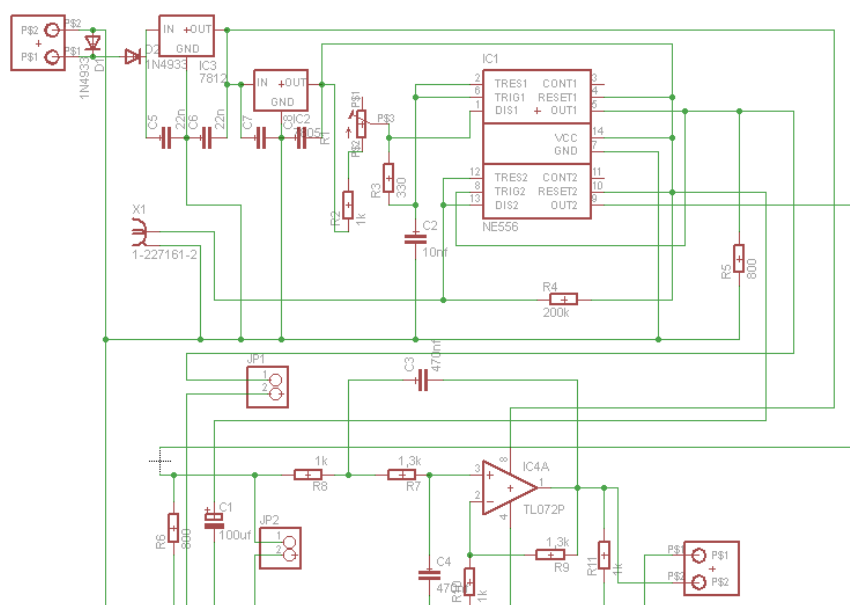 P$2
P$2
P$1
P$1
1N4933
D1
D2
1N4933
IN +OUT
GND
IC3
7812
IN +OUT
GND
IC2
C5
22n
C6
22n
C7
C8
R1
P$1
P$3
P$2
R2
1k
R3
330
IC1
2 TRES1 CONT1 3
6 TRIG1 RESET1 4
1 DIS1 + OUT1 5
VCC 14
GND 7
12 TRES2 CONT2 11
8 TRIG2 RESET2 10
13 DIS2 OUT2 9
NE556
C2
10nf
X1
1-227161-2
R4
200k
R5
800
JP1
1
2
C3
470nf
1k
R8
1,3k
R7
IC4A
8
3
2
1
4
TL072P
R6
800
C1
100uf
JP2
1
2
C4
1k
1,3k
R9
R11
1k
P$1
P$1
P$2
P$2